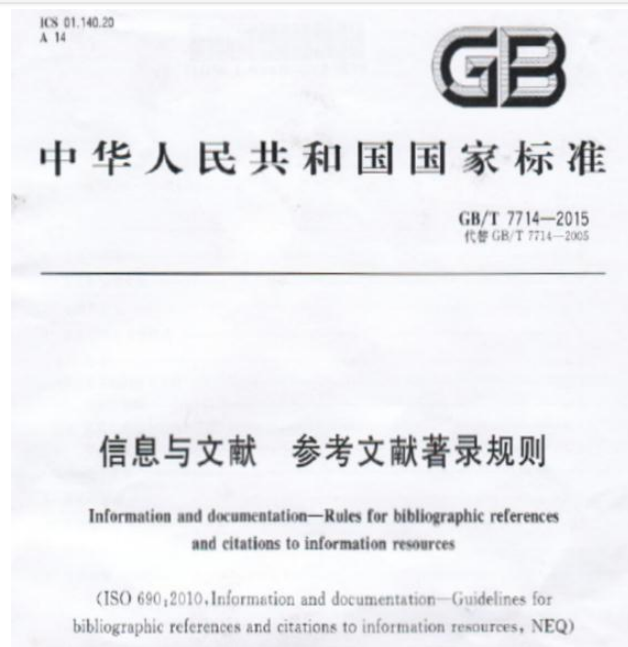 ICS 01.140.20
A 14
GB
中华人民共和国国家标准
GB/T 7714—2015
代替 GB/T 7714—2005
信息与文献 参考文献著录规则
Information and documentation—Rules for bibliographic references
and citations to information resources
(ISO 690:2010,Information and documentation—Guidelines for
bibliographic references and citations to information resources, NEQ)